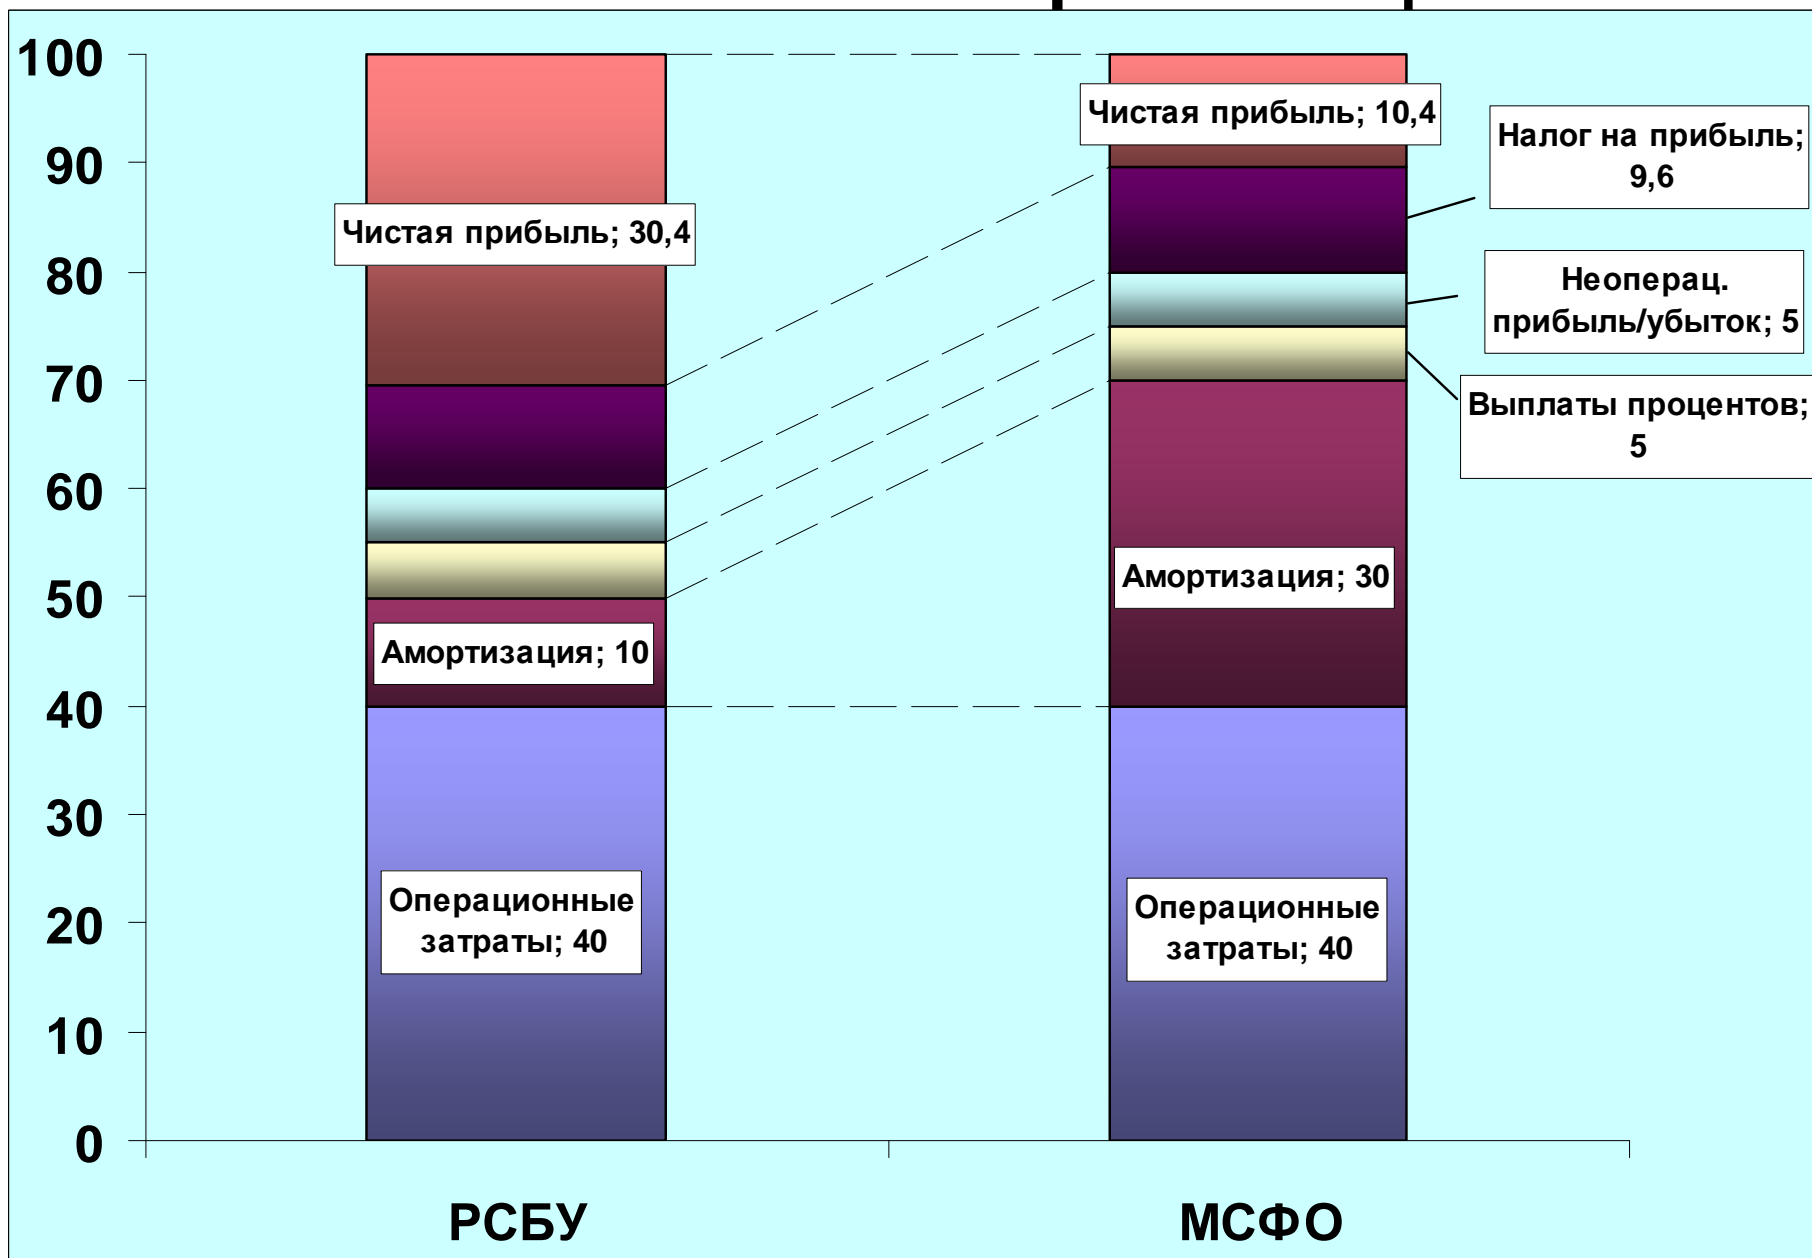 100
90
80
70
60
50
40
30
20
10
0
Чистая прибыль; 30,4
Амортизация; 10
Операционные
затраты; 40
Чистая прибыль; 10,4
Амортизация; 30
Операционные
затраты; 40
Налог на прибыль;
9,6
Неоперац.
прибыль/убыток; 5
Выплаты процентов;
5
РСБУ
МСФО